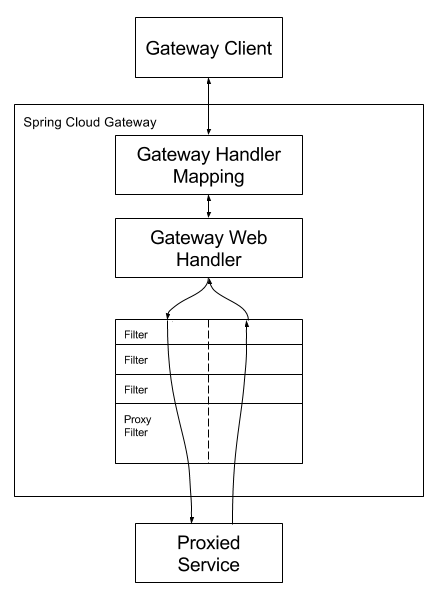 Gateway Client
Spring Cloud Gateway
Gateway Handler
Mapping
Gateway Web
Handler
Filter
Filter
Filter
Proxy
Filter
Proxied
Service